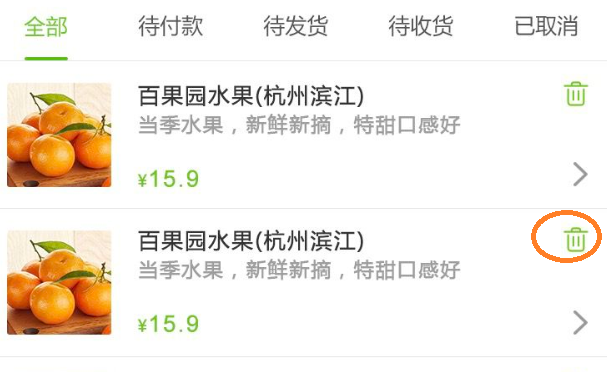 全部 待付款 待发货 待收货 已取消
百果园水果(杭州滨江)
当季水果，新鲜新摘，特甜口感好
¥15.9
百果园水果(杭州滨江)
当季水果，新鲜新摘，特甜口感好
¥15.9